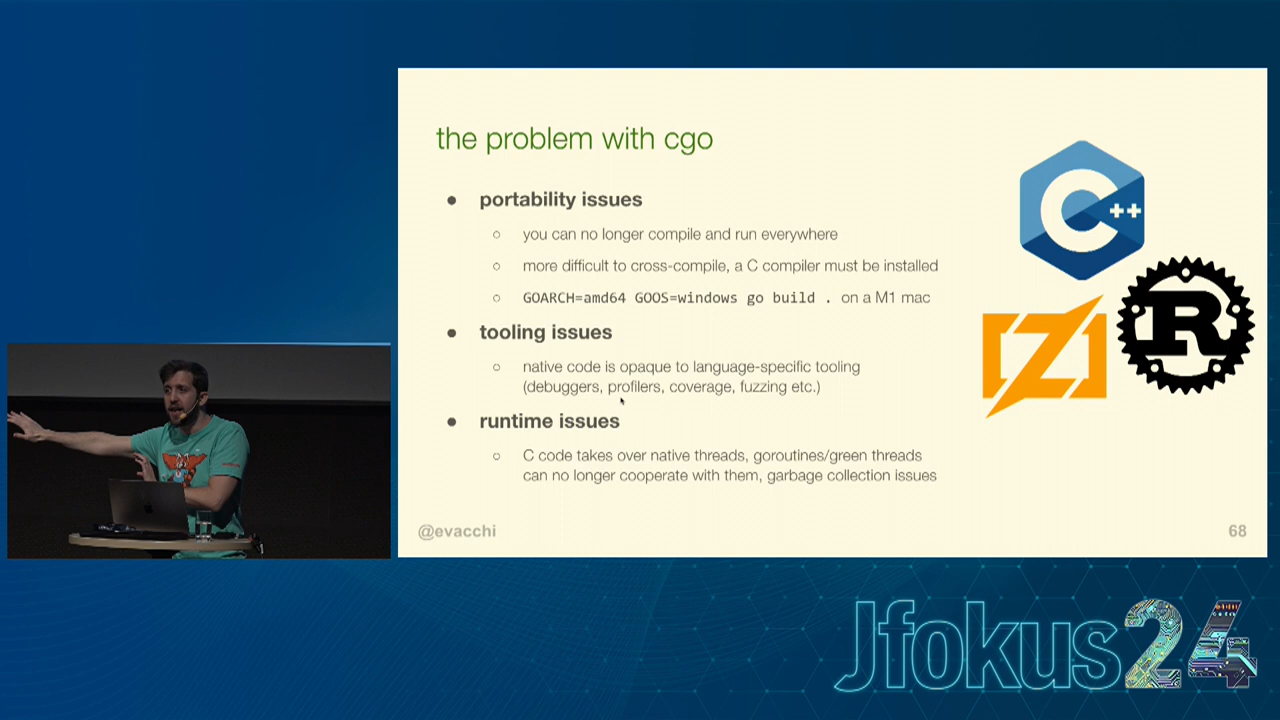 the problem with cgo
● portability issues
○ you can no longer compile and run everywhere
○ more difficult to cross-compile, a C compiler must be installed
○ GOARCH=amd64 GOOS=windows go build . on a M1 mac
● tooling issues
○ native code is opaque to language-specific tooling
(debuggers, profilers, coverage, fuzzing etc.)
● runtime issues
○ C code takes over native threads, goroutines/green threads
can no longer cooperate with them, garbage collection issues
C++
R
Z
@evacchi
68
Jfokus24